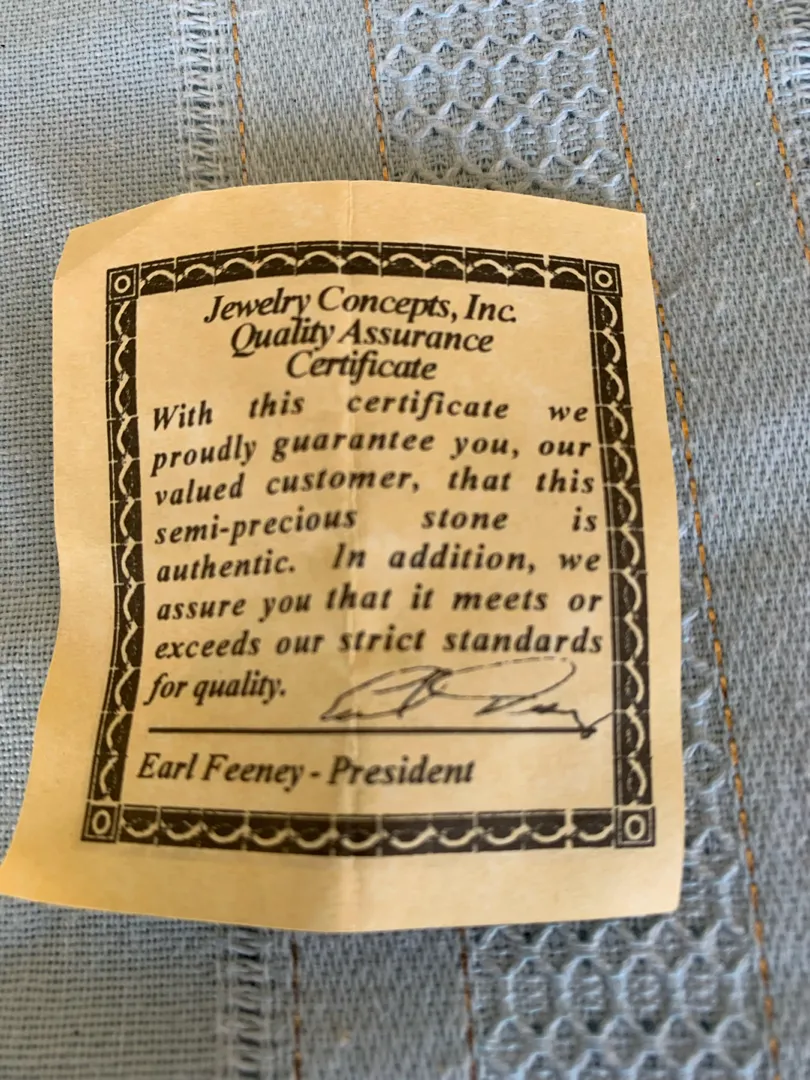 Jewelry Concepts, Inc.
Quality Assurance
Certificate
With this certificate we
proudly guarantee you, our
valued customer, that this
semi-precious stone is
authentic. In addition, we
assure you that it meets or
exceeds our strict standards
for quality.
Earl Feeney - President